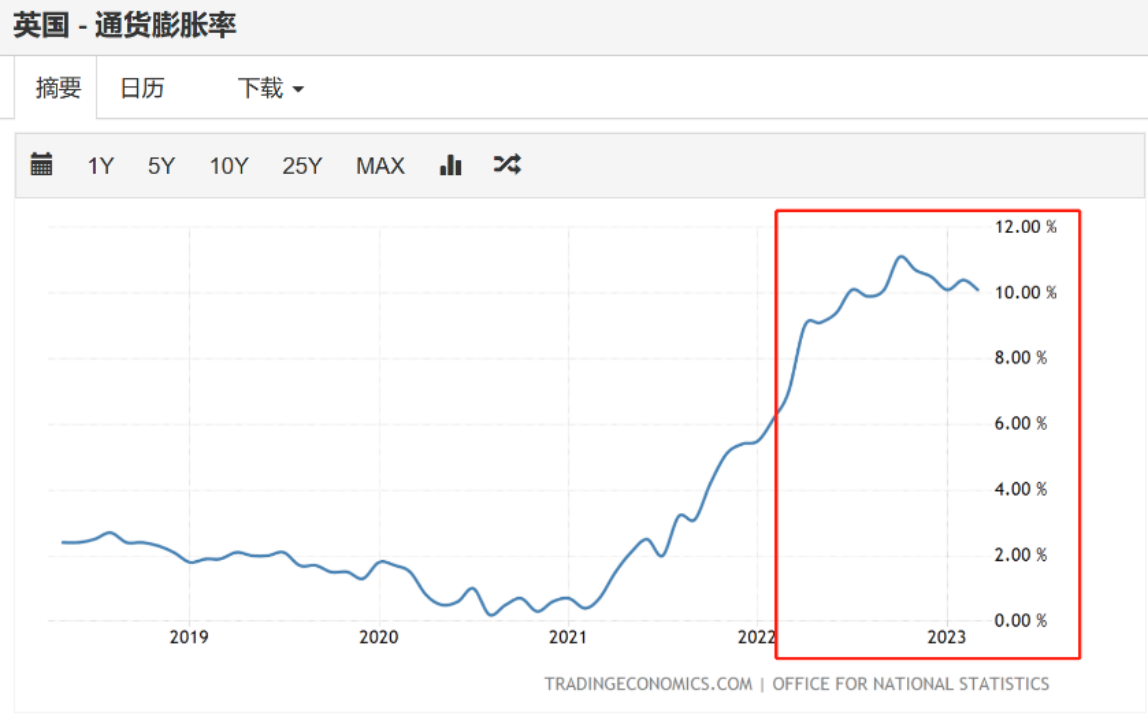 英国 - 通货膨胀率
摘要 日历 下载
1Y 5Y 10Y 25Y MAX
12.00 %
10.00 %
8.00 %
6.00 %
4.00 %
2.00 %
0.00 %
2019 2020 2021 2022 2023
TRADINGECONOMICS.COM | OFFICE FOR NATIONAL STATISTICS